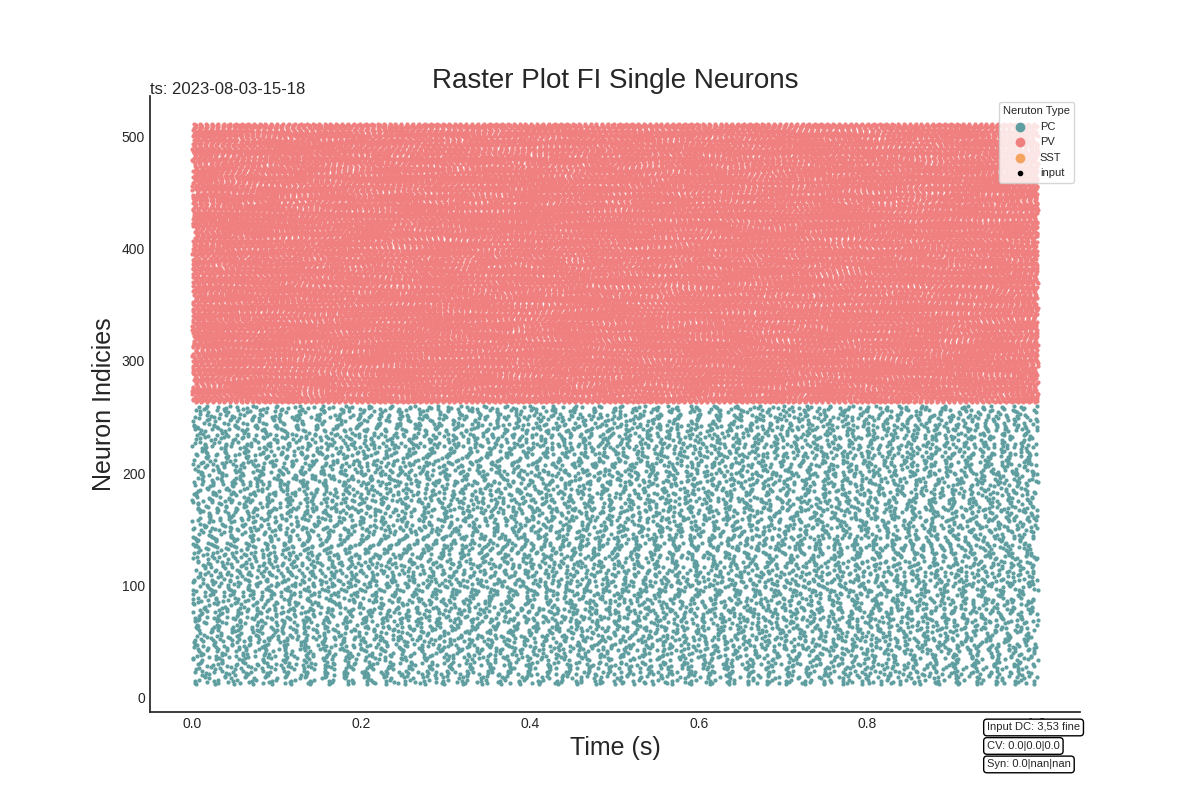 Raster Plot FI Single Neurons
ts: 2023-08-03-15-18
Neruton Type
PC
PV
SST
input
500
400
300
200
100
0
Neuron Indicies
0.0 0.2 0.4 0.6 0.8
Time (s)
Input DC: 3,53 fine
CV: 0.0|0.0|0.0
Syn: 0.0|nan|nan